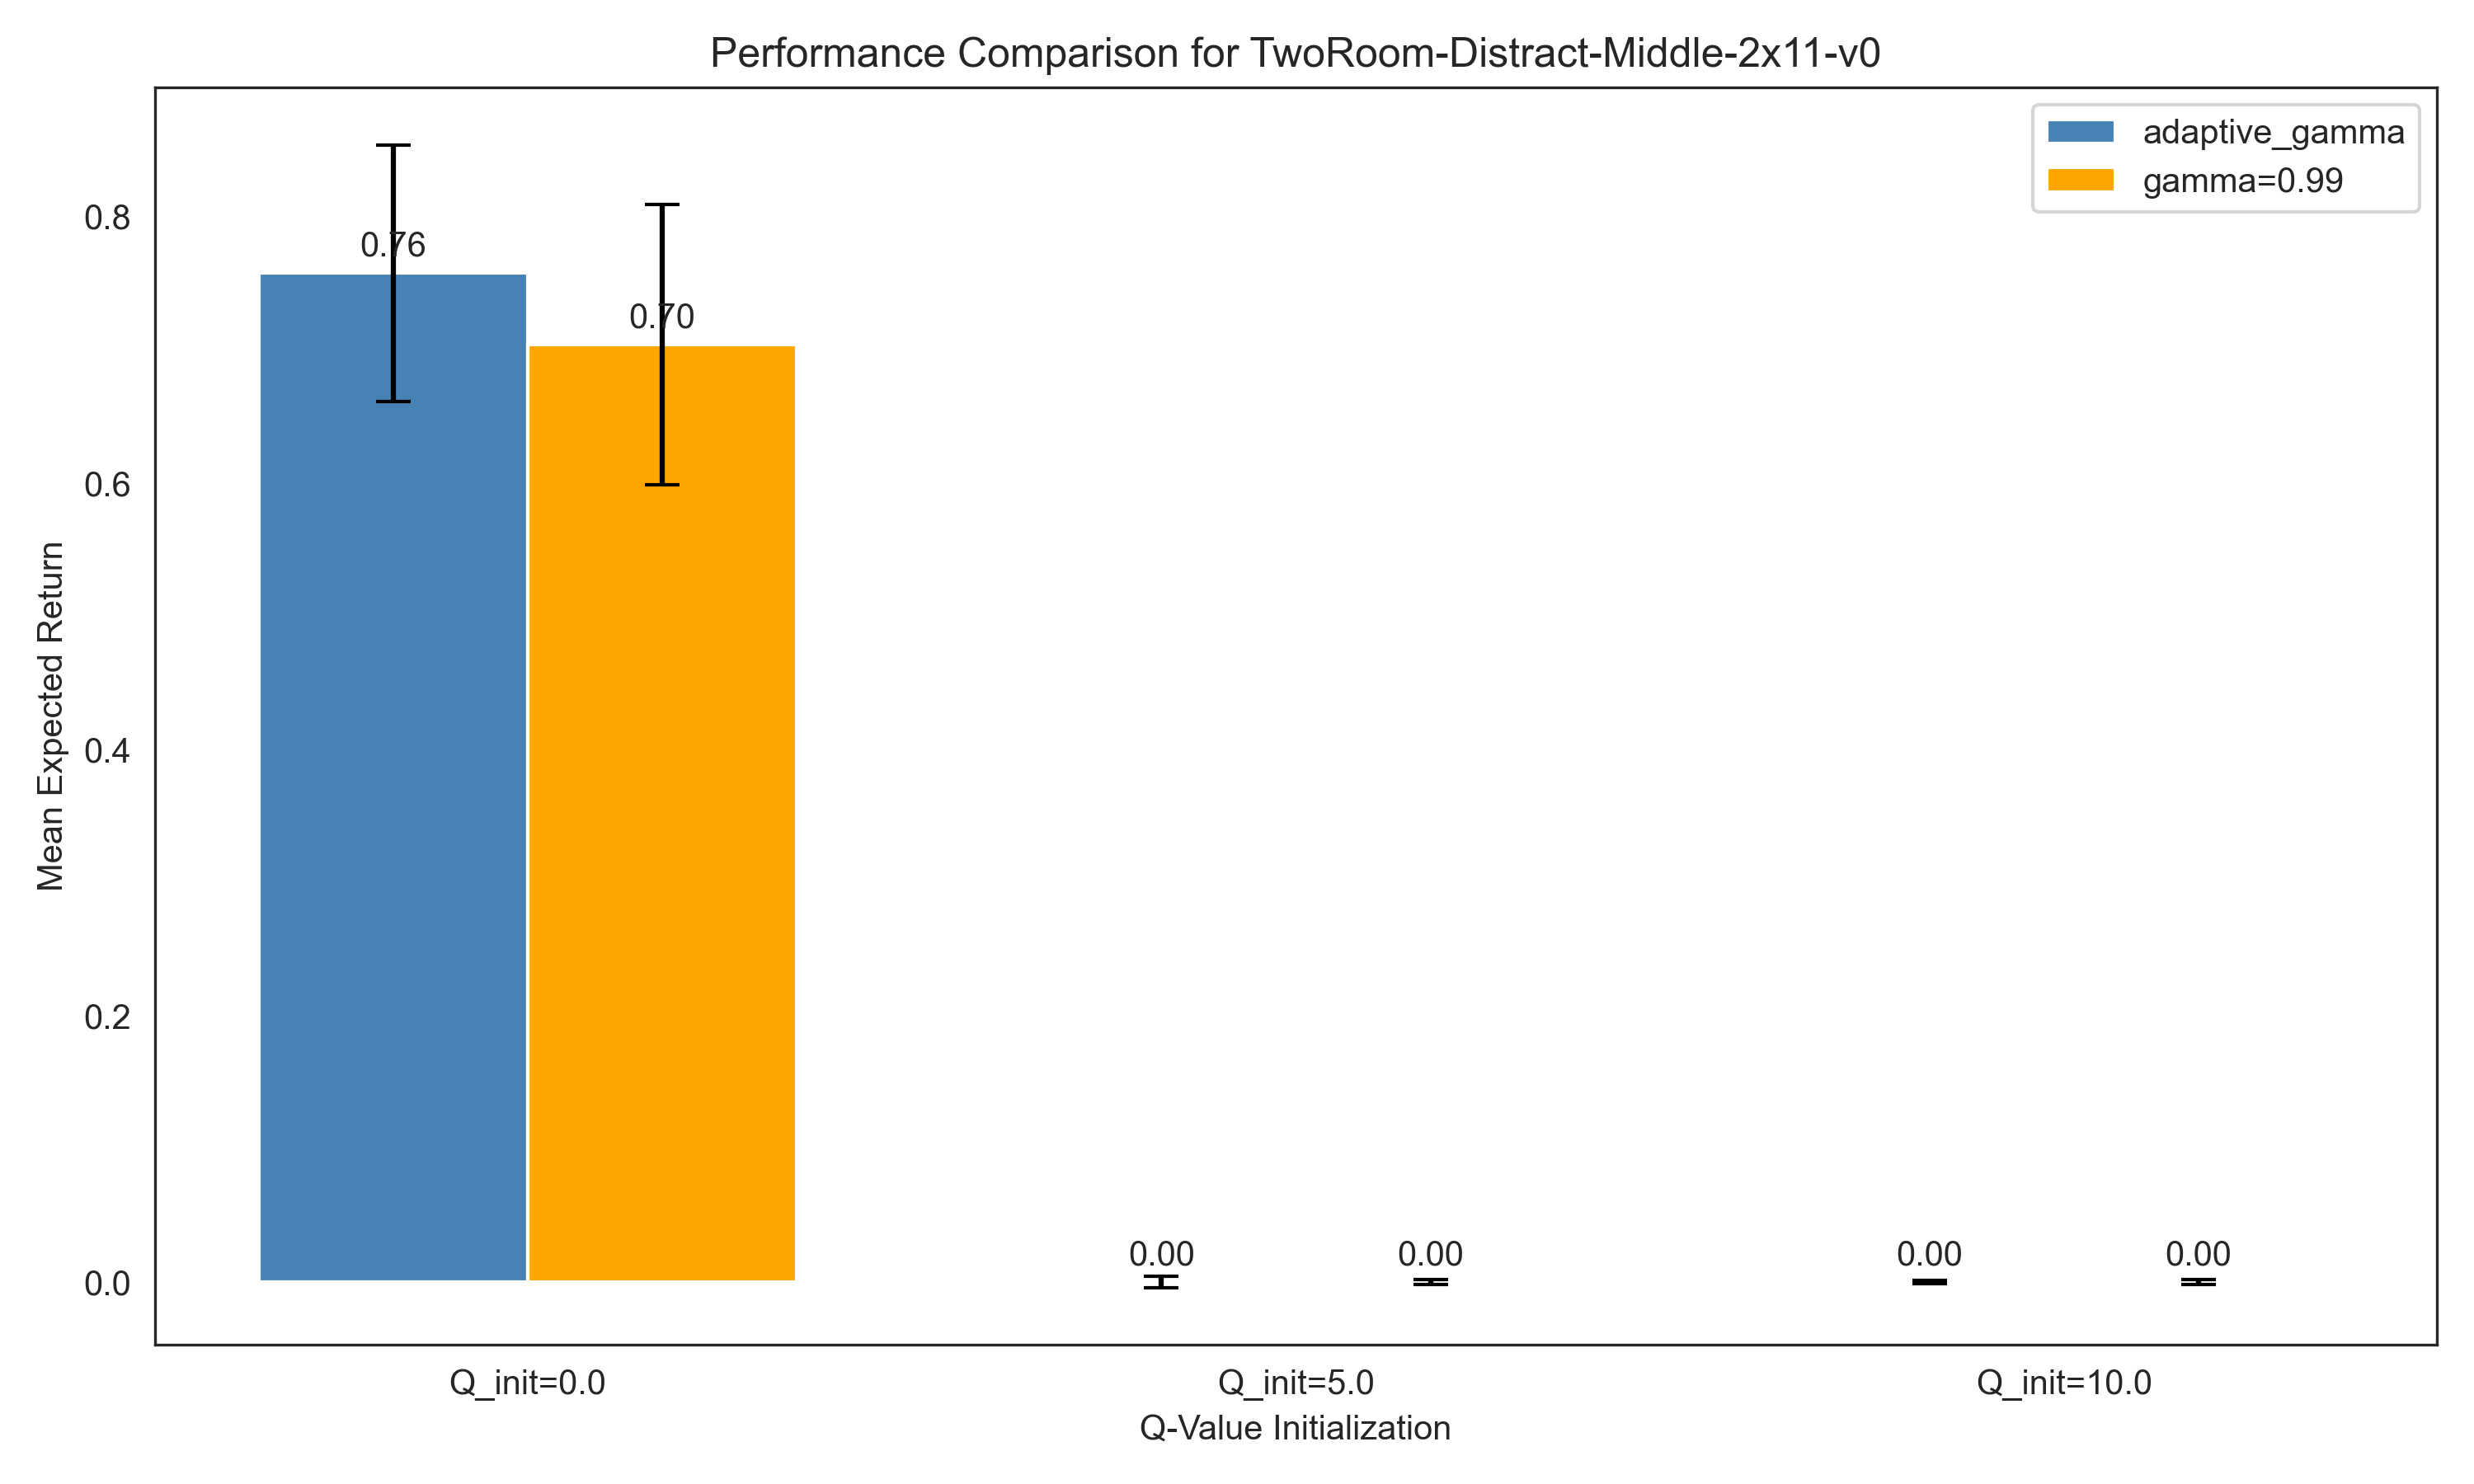 Performance Comparison for TwoRoom-Distract-Middle-2x11-v0
adaptive_gamma
gamma=0.99
Mean Expected Return
0.8
0.6
0.4
0.2
0.0
0.76
0.70
0.00
0.00
0.00
0.00
Q_init=0.0
Q_init=5.0
Q_init=10.0
Q-Value Initialization